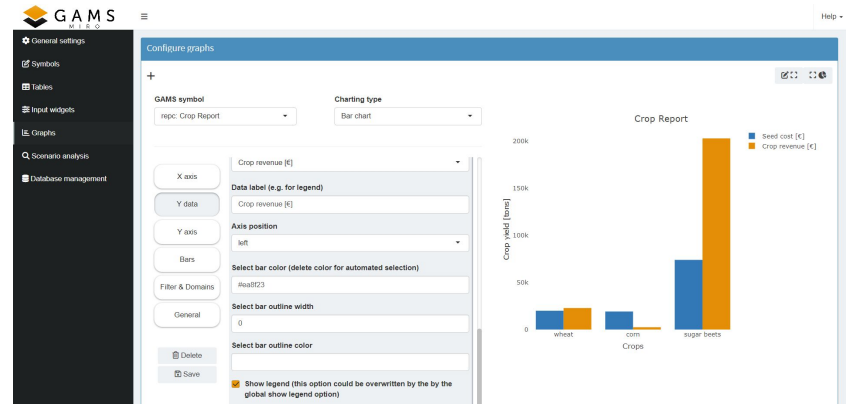 GAMS
MIRO
Help
General settings
Symbols
Tables
Input widgets
Graphs
Scenario analysis
Database management
Configure graphs
GAMS symbol
Charting type
repc: Crop Report
Bar chart
X axis
Y data
Y axis
Bars
Filter & Domains
General
Delete
Save
Crop revenue [€]
Data label (e.g. for legend)
Crop revenue [€]
Axis position
left
Select bar color (delete color for automated selection)
#ea8f23
Select bar outline width
0
Select bar outline color
Show legend (this option could be overwritten by the by the
global show legend option)
Crop Report
Seed cost [€]
Crop revenue [€]
Crop yield [tons]
200k
150k
100k
50k
0
wheat
corn
sugar beets
Crops